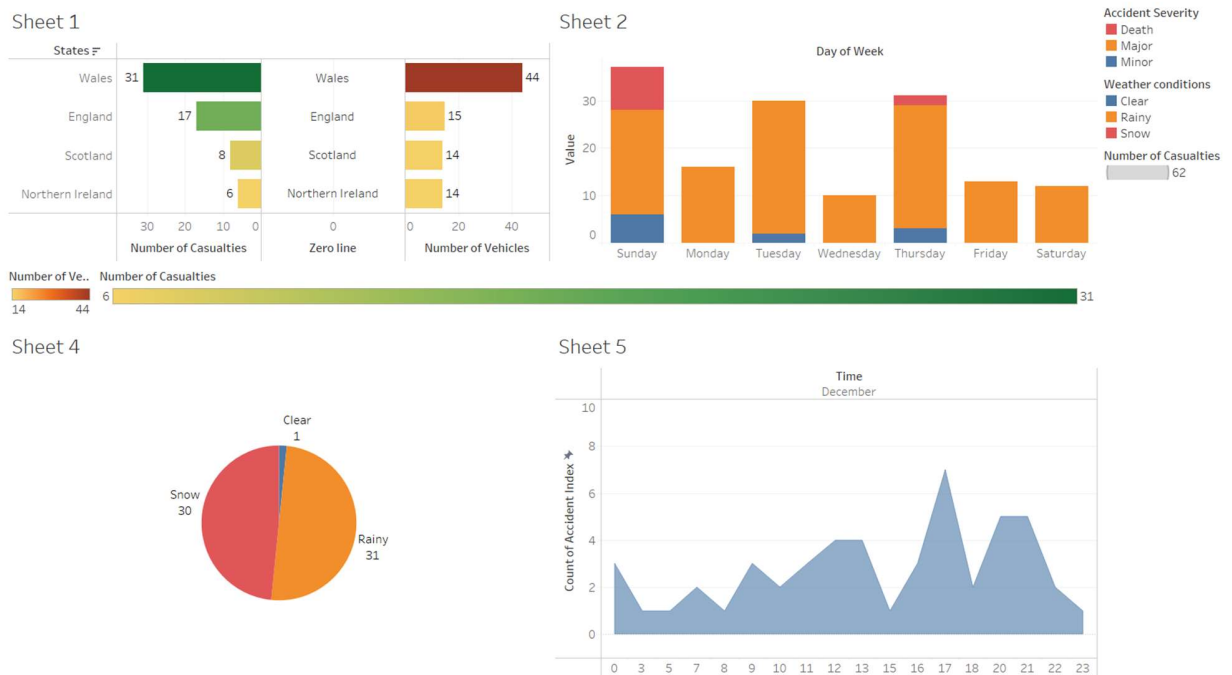 Sheet 1
States
Wales 31 Wales 44
England 17 England 15
Scotland 8 Scotland 14
Northern Ireland 6 Northern Ireland 14
30 20 10 0 0 0 20 40
Number of Casualties Zero line Number of Vehicles
Number of Ve.. Number of Casualties
14 44
6 31
Sheet 2
Day of Week
Value
30
20
10
0
Sunday Monday Tuesday Wednesday Thursday Friday Saturday
Accident Severity
Death
Major
Minor
Weather conditions
Clear
Rainy
Snow
Number of Casualties
62
Sheet 4
Clear
1
Snow
30
Rainy
31
Sheet 5
Time
December
Count of Accident Index
10
8
6
4
2
0
0 3 5 7 8 9 10 11 12 13 15 16 17 18 20 21 22 23